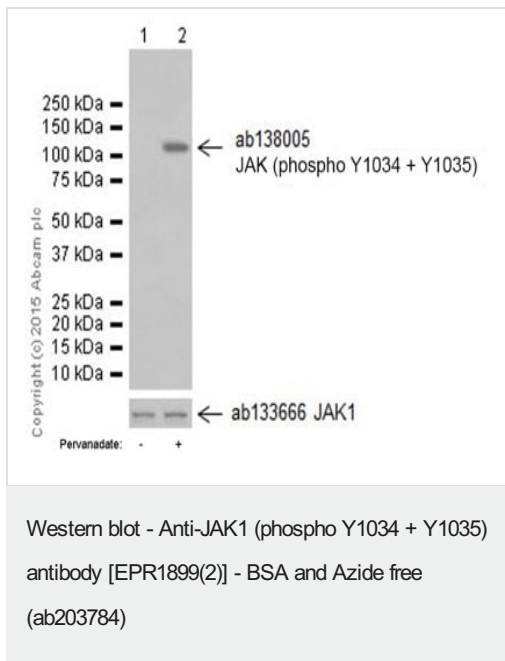 1 2
250 kDa
150 kDa
100 kDa
75 kDa
50 kDa
37 kDa
25 kDa
20 kDa
15 kDa
10 kDa
ab138005
JAK (phospho Y1034 + Y1035)
ab133666 JAK1
Pervanadate: - +
Copyright (c) 2015 Abcam plc
Western blot - Anti-JAK1 (phospho Y1034 + Y1035)
antibody [EPR1899(2)] - BSA and Azide free
(ab203784)